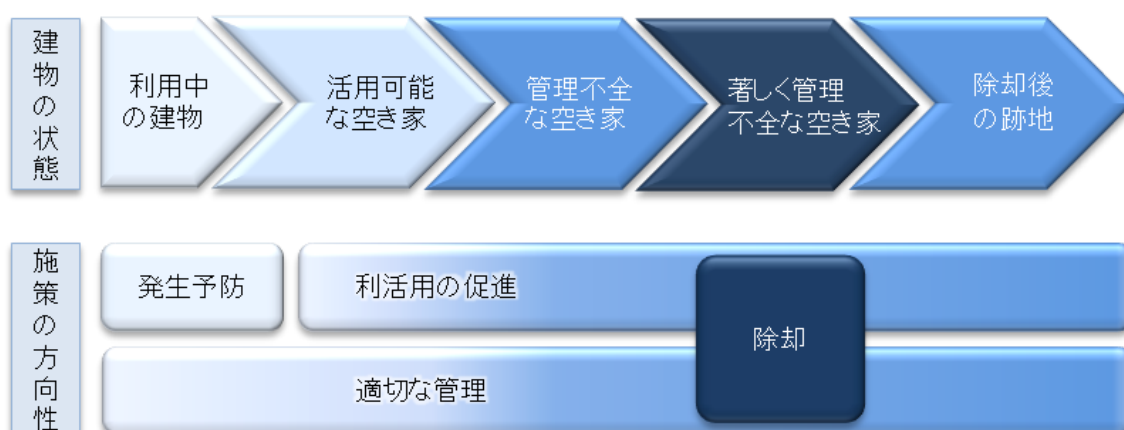 建物の状態
利用中
の建物
活用可能
な空き家
管理不全
な空き家
著しく管理
不全な空き家
除却後
の跡地
施策の方向性
発生予防
利活用の促進
除却
適切な管理